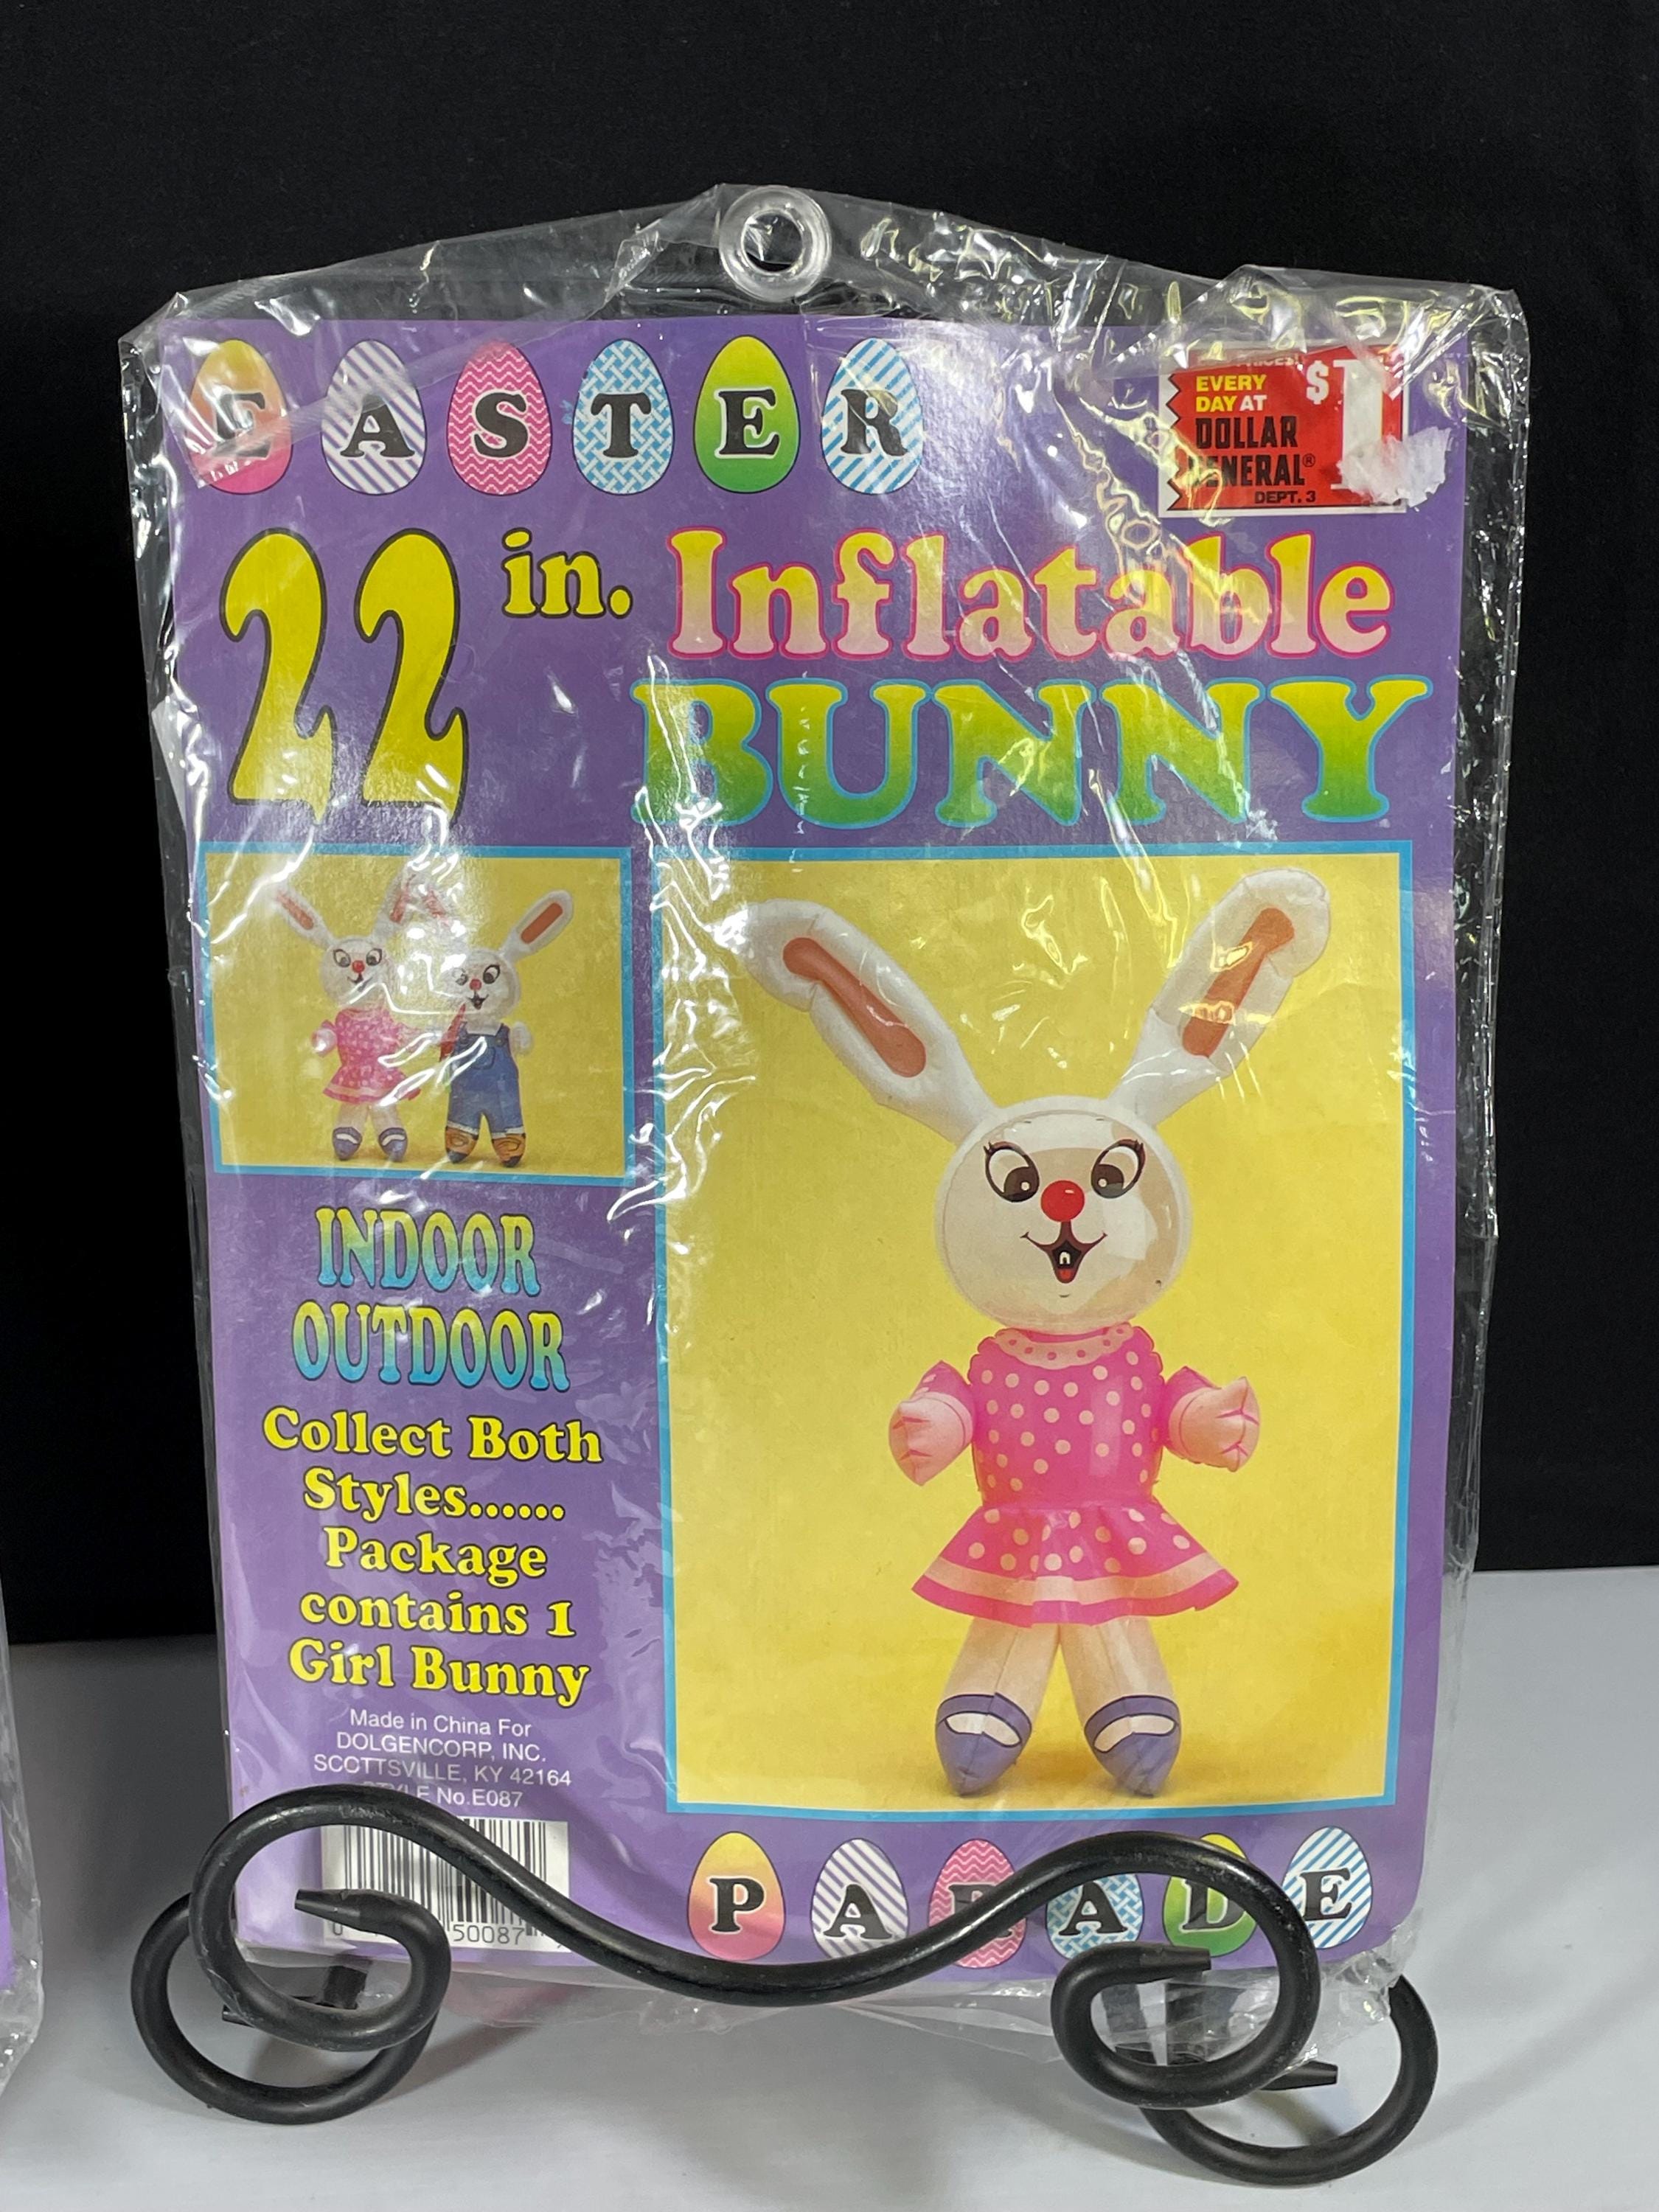 EASTER
EVERY
DAY AT
DOLLAR
GENERAL®
DEPT. 3
$1
22 in. Inflatable
BUNNY
INDOOR
OUTDOOR
Collect Both
Styles......
Package
contains 1
Girl Bunny
Made in China For
DOLGENCORP, INC.
SCOTTSVILLE, KY 42164
STYLE No.E087
50087
PARADE